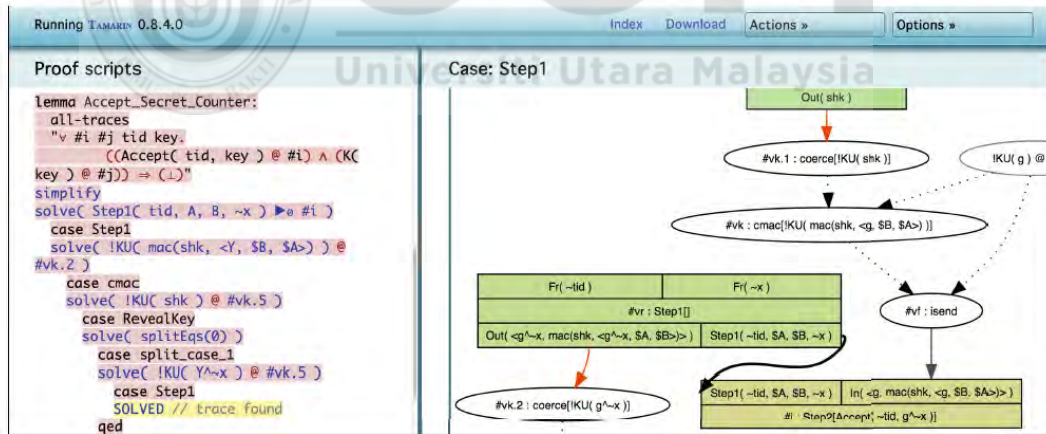 Running TAMARIN 0.8.4.0
Index Download Actions » Options »
Proof scripts
lemma Accept_Secret_Counter:
all-traces
"∀ #i #j tid key.
((Accept( tid, key ) @ #i) ∧ (K(
key ) @ #j)) ⇒ (⊥)"
simplify
solve( Step1( tid, A, B, ~x ) ▶₀ #i )
case Step1
solve( !KU( mac(shk, <Y, $B, $A>) ) @
#vk.2 )
case cmac
solve( !KU( shk ) @ #vk.5 )
case RevealKey
solve( splitEqs(0) )
case split_case_1
solve( !KU( Y^~x ) @ #vk.5 )
case Step1
SOLVED // trace found
qed
Universiti Utara Malaysia
Case: Step1
Out( shk )
#vk.1 : coerce[!KU( shk )]
!KU( g ) @
#vk : cmac[!KU( mac(shk, <g, $B, $A>) )]
Fr( ~tid ) Fr( ~x )
#vr : Step1[]
Out( <g^~x, mac(shk, <g^~x, $A, $B>)> ) Step1( ~tid, $A, $B, ~x )
#vf : isend
#vk.2 : coerce[!KU( g^~x )]
Step1( ~tid, $A, $B, ~x ) In( <g, mac(shk, <g, $B, $A>)> )
#i : Step2[Accept( ~tid, g^~x )]